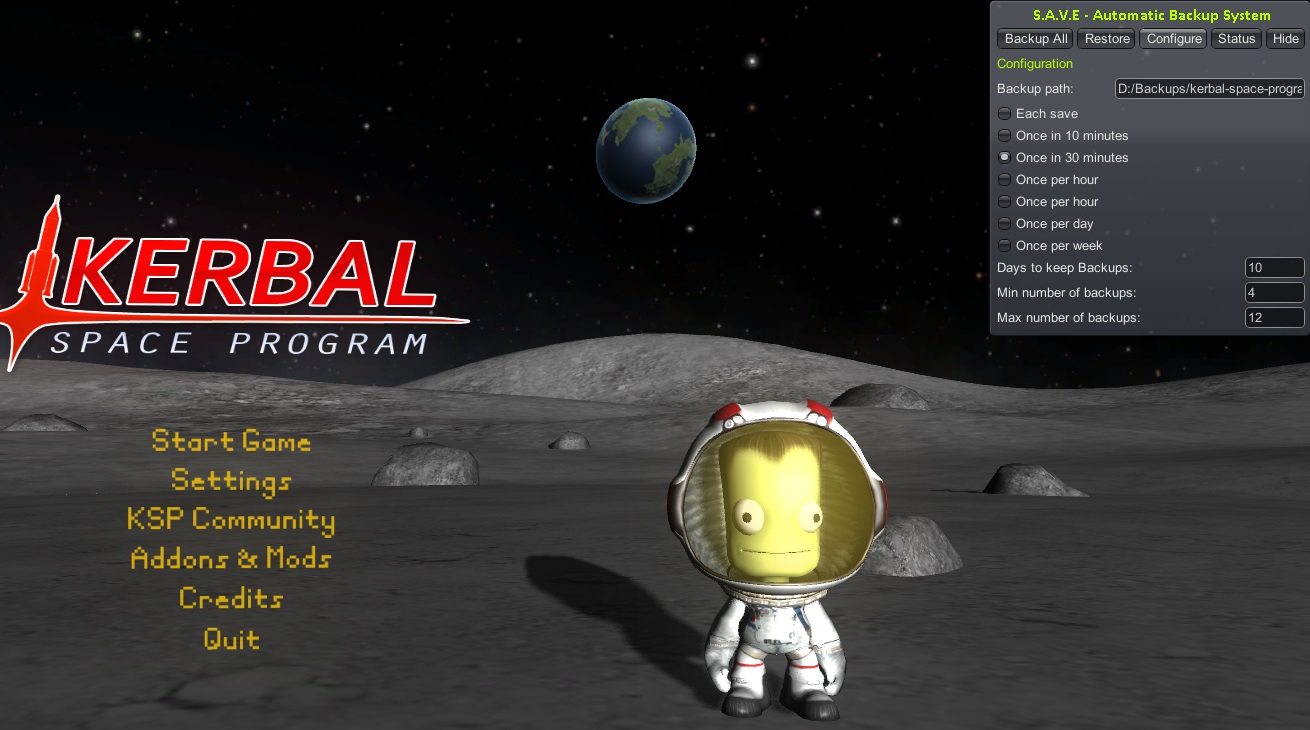 S.A.V.E - Automatic Backup System
Backup All Restore Configure Status Hide
Configuration
Backup path: D:/Backups/kerbal-space-progra
Each save
Once in 10 minutes
Once in 30 minutes
Once per hour
Once per hour
Once per day
Once per week
Days to keep Backups: 10
Min number of backups: 4
Max number of backups: 12
KERBAL
SPACE PROGRAM
Start Game
Settings
KSP Community
Addons & Mods
Credits
Quit